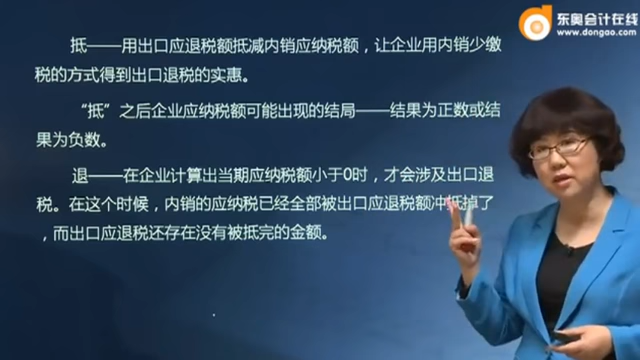 东奥会计在线
www.dongao.com
抵——用出口应退税额抵减内销应纳税额，让企业用内销少缴
税的方式得到出口退税的实惠。
“抵”之后企业应纳税额可能出现的结局——结果为正数或结
果为负数。
退——在企业计算出当期应纳税额小于0时，才会涉及出口退
税。在这个时候，内销的应纳税已经全部被出口应退税额冲抵掉了
，而出口应退税还存在没有被抵完的金额。